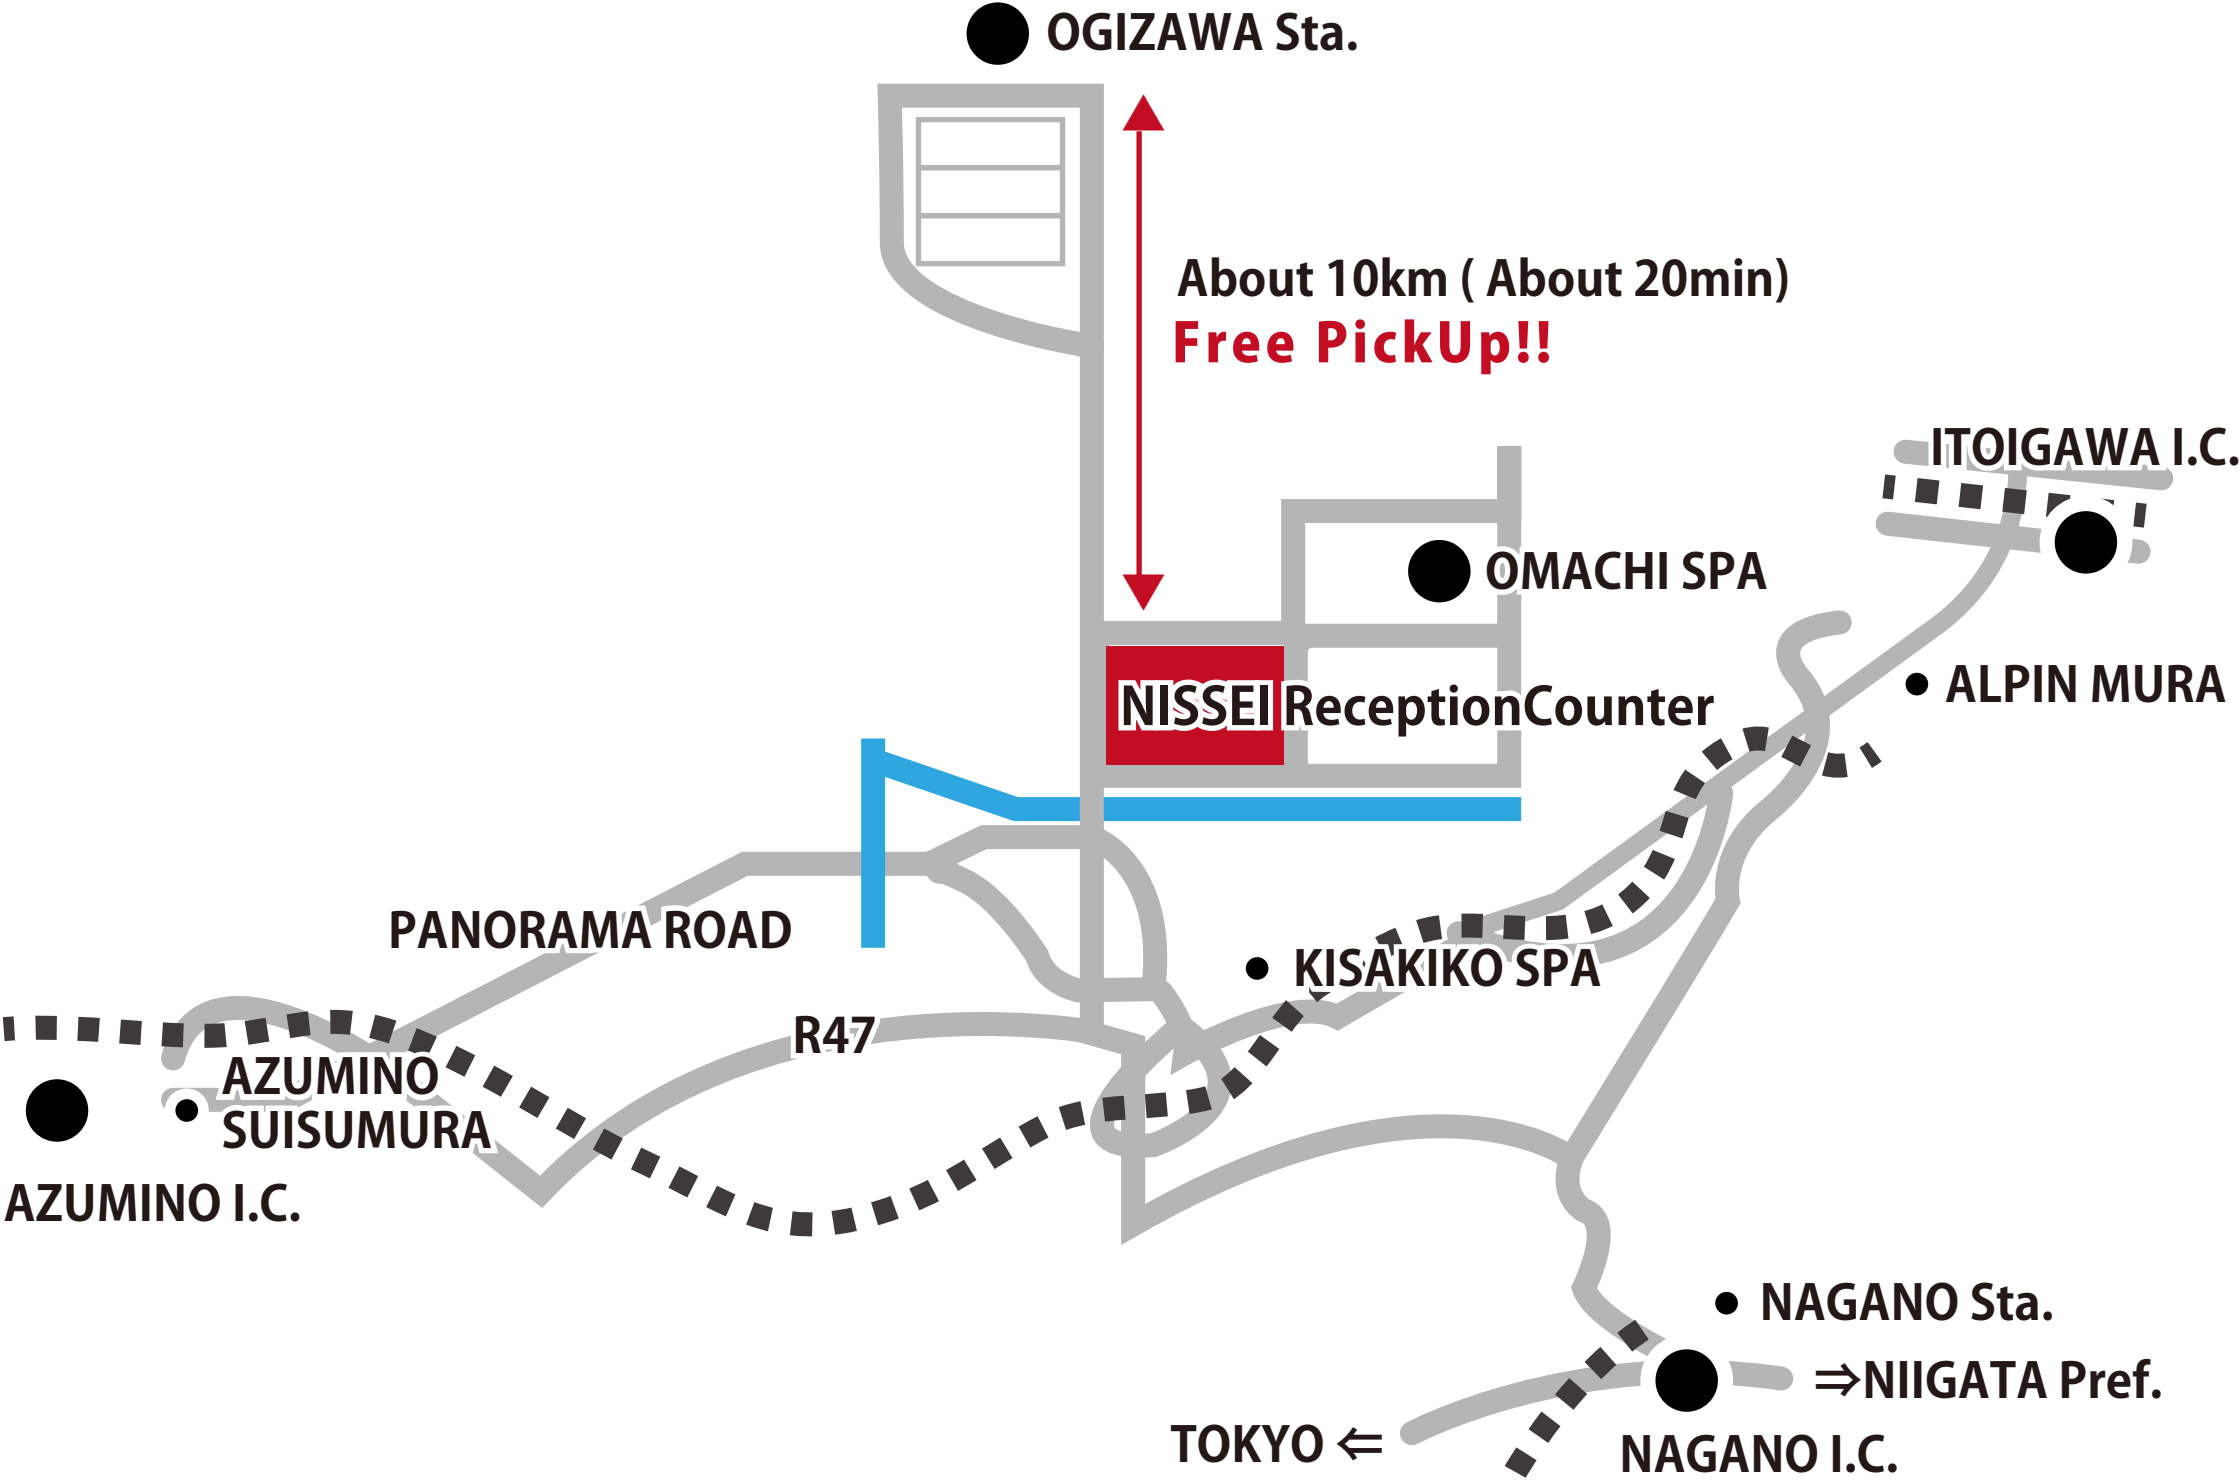 OGIZAWA Sta.
About 10km ( About 20min)
Free PickUp!!
ITOIGAWA I.C.
OMACHI SPA
ALPIN MURA
NISSEI ReceptionCounter
PANORAMA ROAD
KISAKIKO SPA
R47
AZUMINO
SUISUMURA
AZUMINO I.C.
NAGANO Sta.
⇒NIIGATA Pref.
TOKYO ⇐
NAGANO I.C.